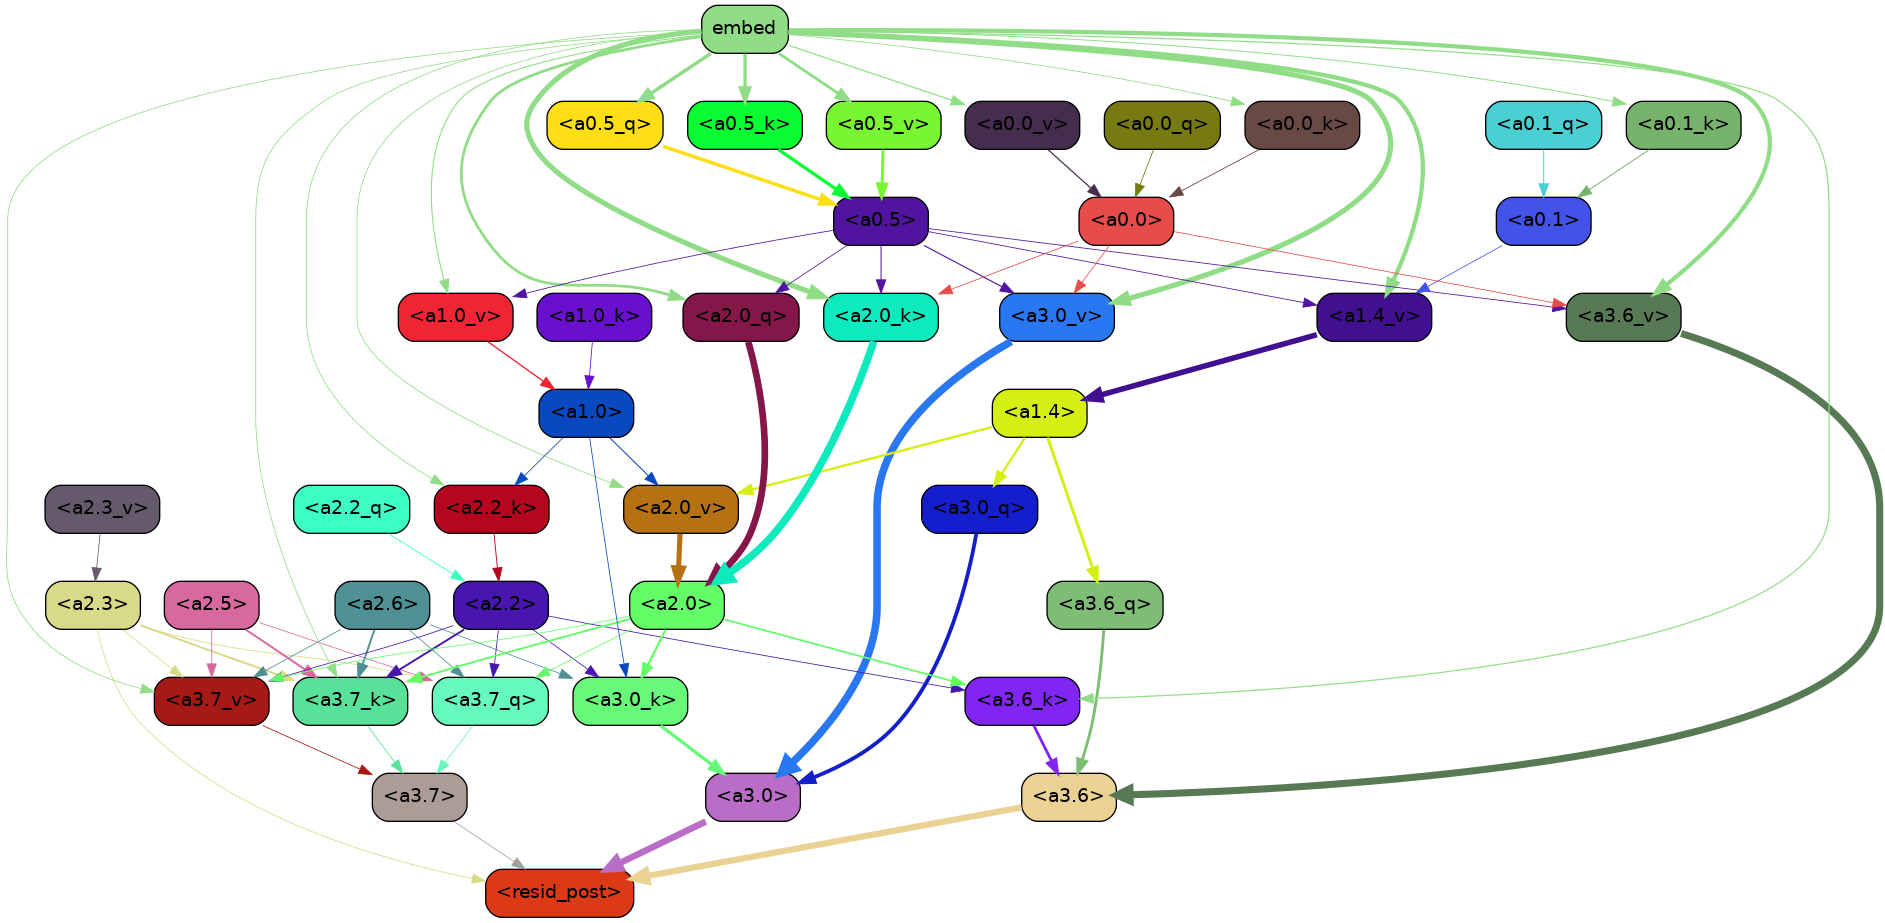 embed
<a0.5_q>
<a0.5_k>
<a0.5_v>
<a0.0_v>
<a0.0_q>
<a0.0_k>
<a0.1_q>
<a0.1_k>
<a0.5>
<a0.0>
<a0.1>
<a1.0_v>
<a1.0_k>
<a2.0_q>
<a2.0_k>
<a3.0_v>
<a1.4_v>
<a3.6_v>
<a1.0>
<a1.4>
<a2.3_v>
<a2.2_q>
<a2.2_k>
<a2.0_v>
<a3.0_q>
<a2.3>
<a2.5>
<a2.6>
<a2.2>
<a2.0>
<a3.6_q>
<a3.7_v>
<a3.7_k>
<a3.7_q>
<a3.0_k>
<a3.6_k>
<a3.7>
<a3.0>
<a3.6>
<resid_post>